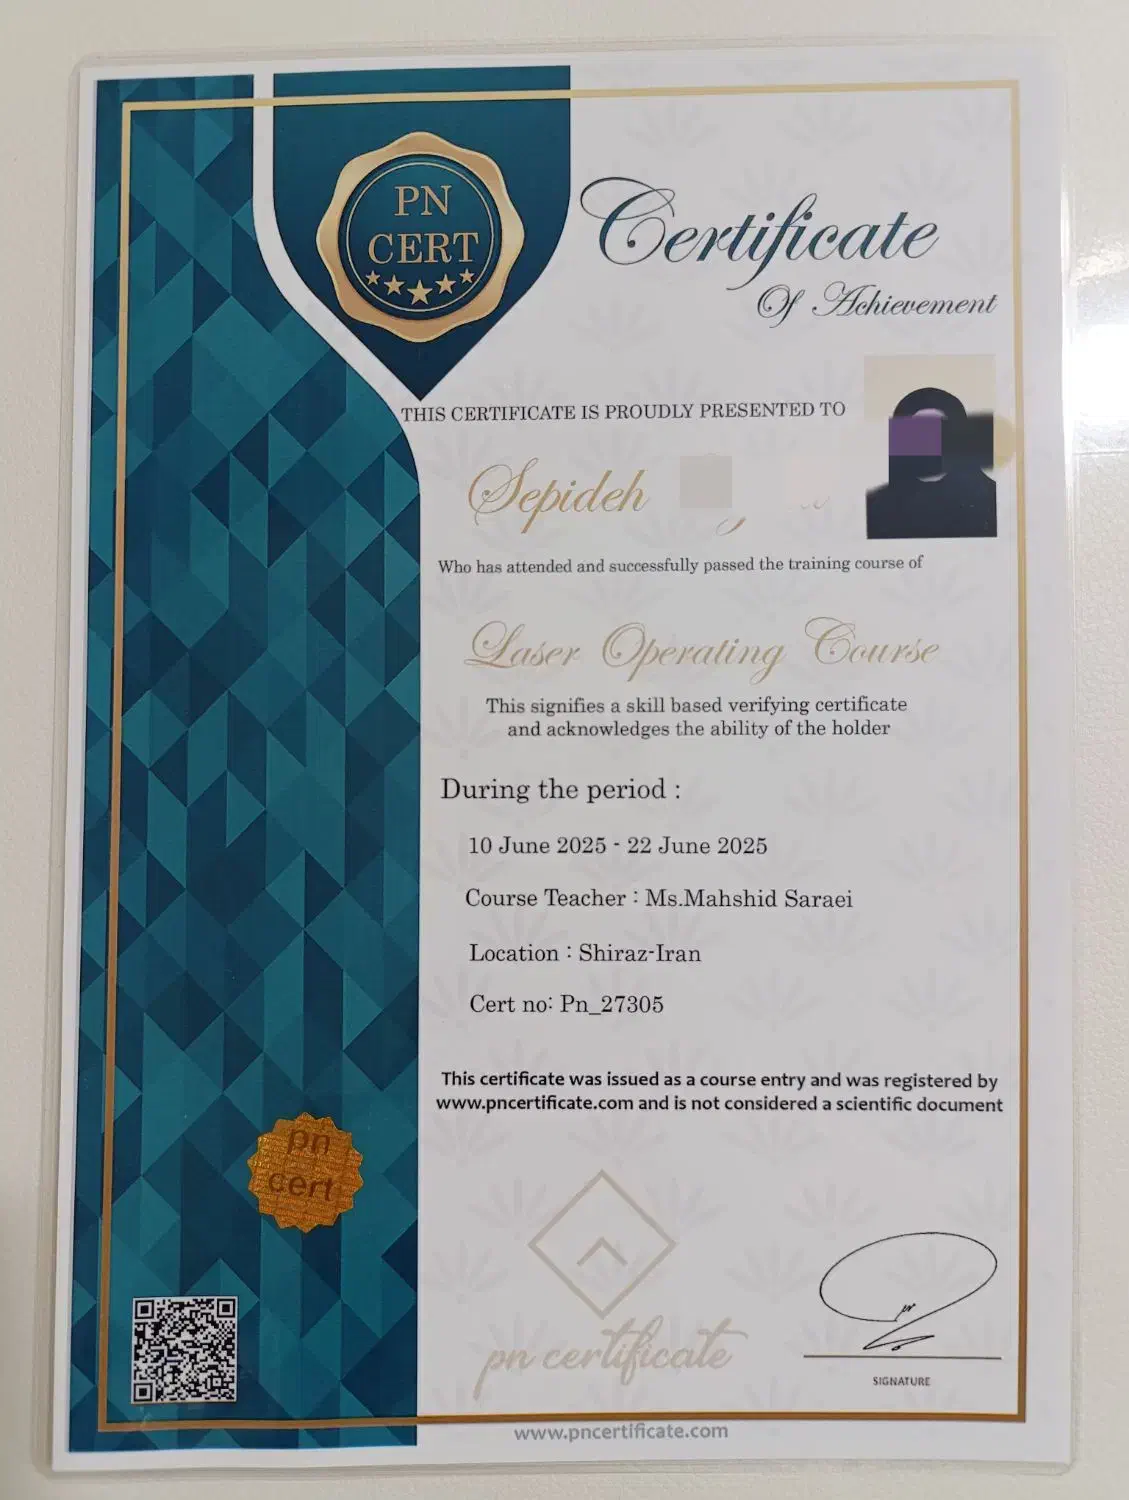 PN
CERT
Certificate
Of Achievement
THIS CERTIFICATE IS PROUDLY PRESENTED TO
Sepideh
Who has attended and successfully passed the training course of
Laser Operating Course
This signifies a skill based verifying certificate
and acknowledges the ability of the holder
During the period :
10 June 2025 - 22 June 2025
Course Teacher : Ms.Mahshid Saraei
Location : Shiraz-Iran
Cert no: Pn_27305
This certificate was issued as a course entry and was registered by
www.pncertificate.com and is not considered a scientific document
pn
cert
pn certificate
SIGNATURE
www.pncertificate.com